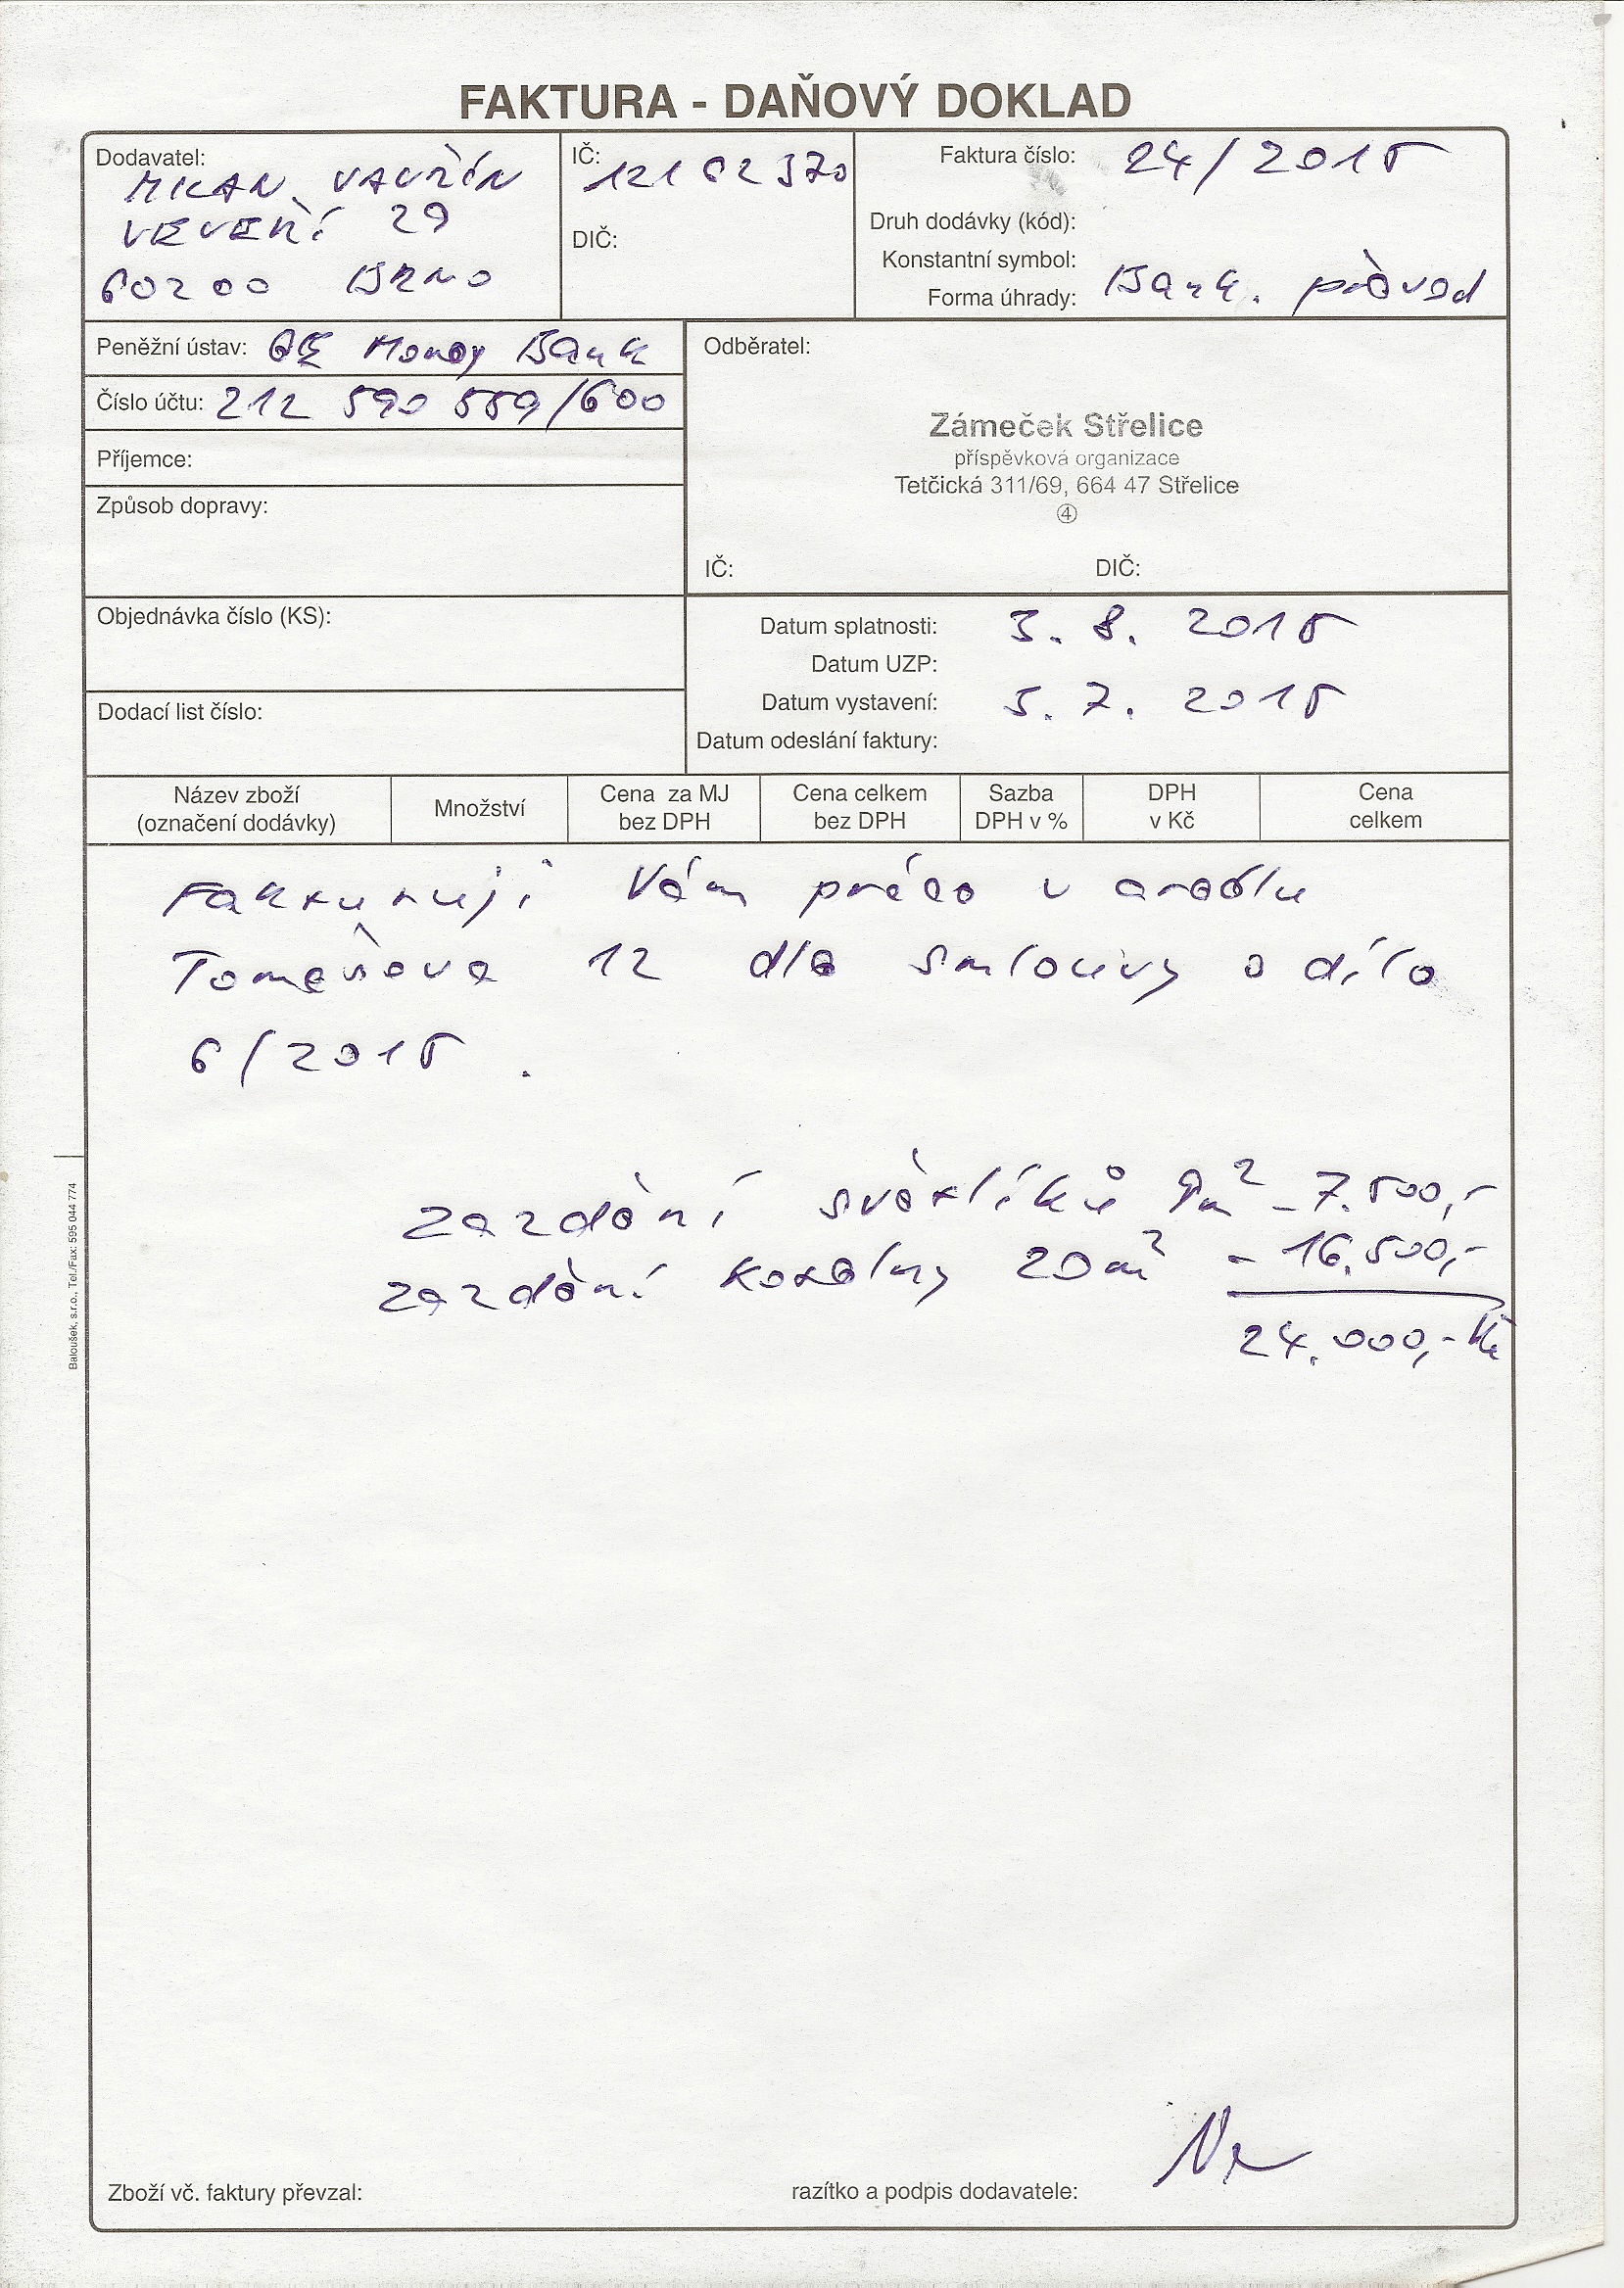 FAKTURA - DAŇOVÝ DOKLAD
Dodavatel:
MILAN VAVŘÍN
VEVEŘÍ 29
60200 BRNO
IČ: 12102370
DIČ:
Faktura číslo: 24/2015
Druh dodávky (kód):
Konstantní symbol:
Forma úhrady: Bank. převod
Peněžní ústav: GE Money Bank
Číslo účtu: 212 590 559/600
Příjemce:
Způsob dopravy:
Odběratel:
Zámeček Střelice
příspěvková organizace
Tetčická 311/69, 664 47 Střelice
④
IČ: DIČ:
Objednávka číslo (KS):
Dodací list číslo:
Datum splatnosti: 3. 8. 2015
Datum UZP:
Datum vystavení: 5. 7. 2015
Datum odeslání faktury:
Název zboží
(označení dodávky)
Množství
Cena za MJ
bez DPH
Cena celkem
bez DPH
Sazba
DPH v %
DPH
v Kč
Cena
celkem
Fakturuji Vám práce v areálu
Tomešova 12 dle smlouvy o dílo
6/2015.
zazdění světlíků 9m² - 7.500,-
zazdění kotelny 20m² - 16.500,-
24.000,- Kč
Baloušek, s.r.o., Tel./Fax: 595 044 774
Zboží vč. faktury převzal:
razítko a podpis dodavatele: